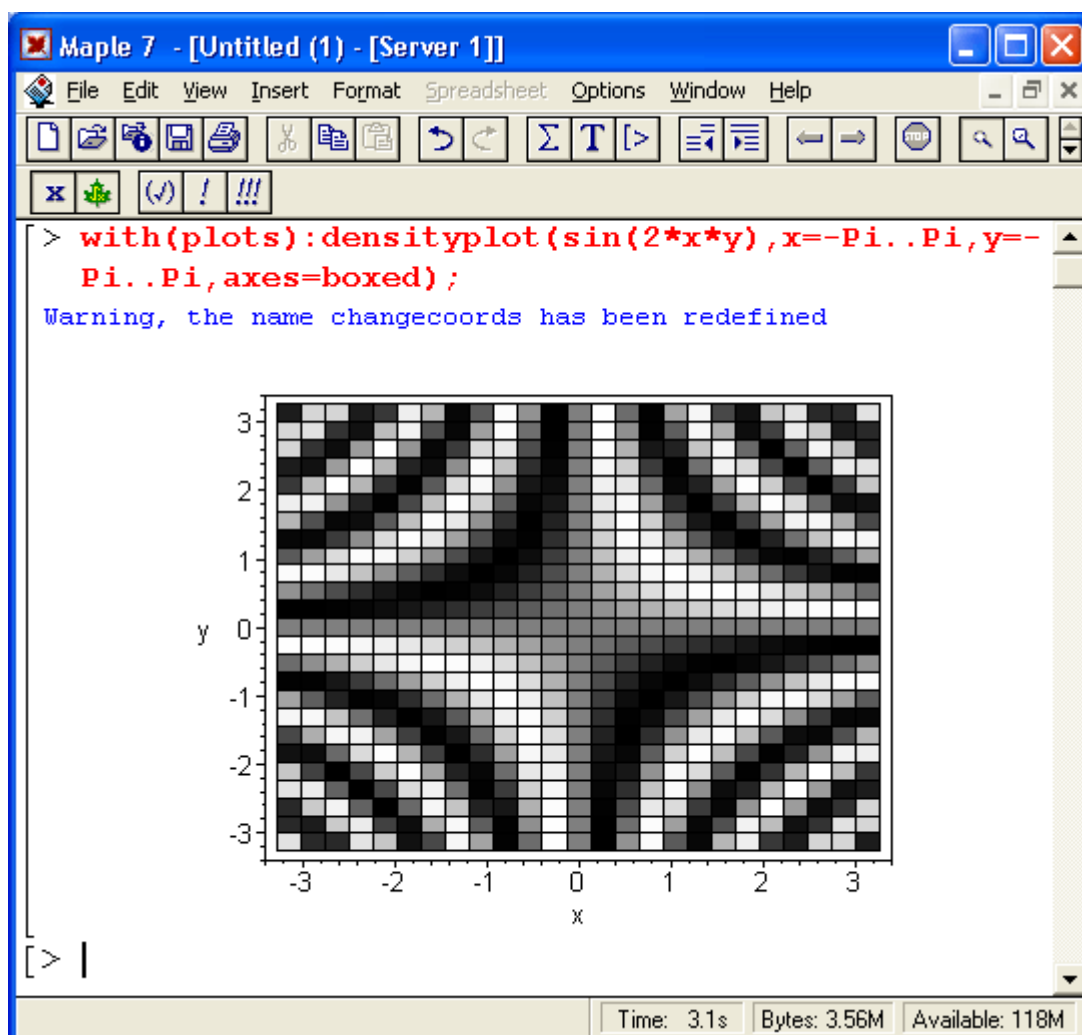 Maple 7 - [Untitled (1) - [Server 1]]
File Edit View Insert Format Spreadsheet Options Window Help
Σ T [>
STOP
x (√) ! !!!
[> with(plots):densityplot(sin(2*x*y),x=-Pi..Pi,y=-
Pi..Pi,axes=boxed);
Warning, the name changecoords has been redefined
3
2
1
y 0
-1
-2
-3
-3 -2 -1 0 1 2 3
x
[>
Time: 3.1s Bytes: 3.56M Available: 118M